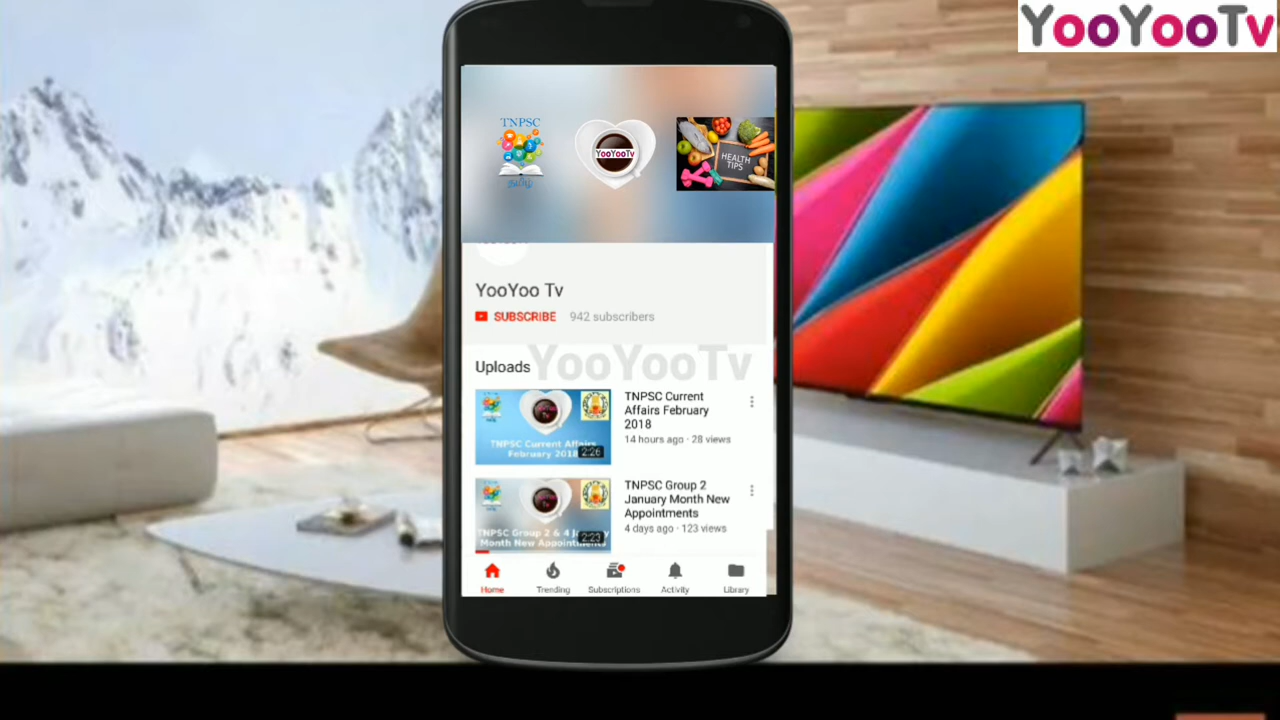 YooYooTv
TNPSC
YooYooTv
HEALTH
TIPS
YooYoo Tv
SUBSCRIBE 942 subscribers
YooYooTv
Uploads
TNPSC Current Affairs
February 2018
2:26
TNPSC Current
Affairs February
2018
14 hours ago · 28 views
TNPSC Group 2 & 4 January
Month New Appointments
2:23
TNPSC Group 2
January Month New
Appointments
4 days ago · 123 views
Home Trending Subscriptions Activity Library